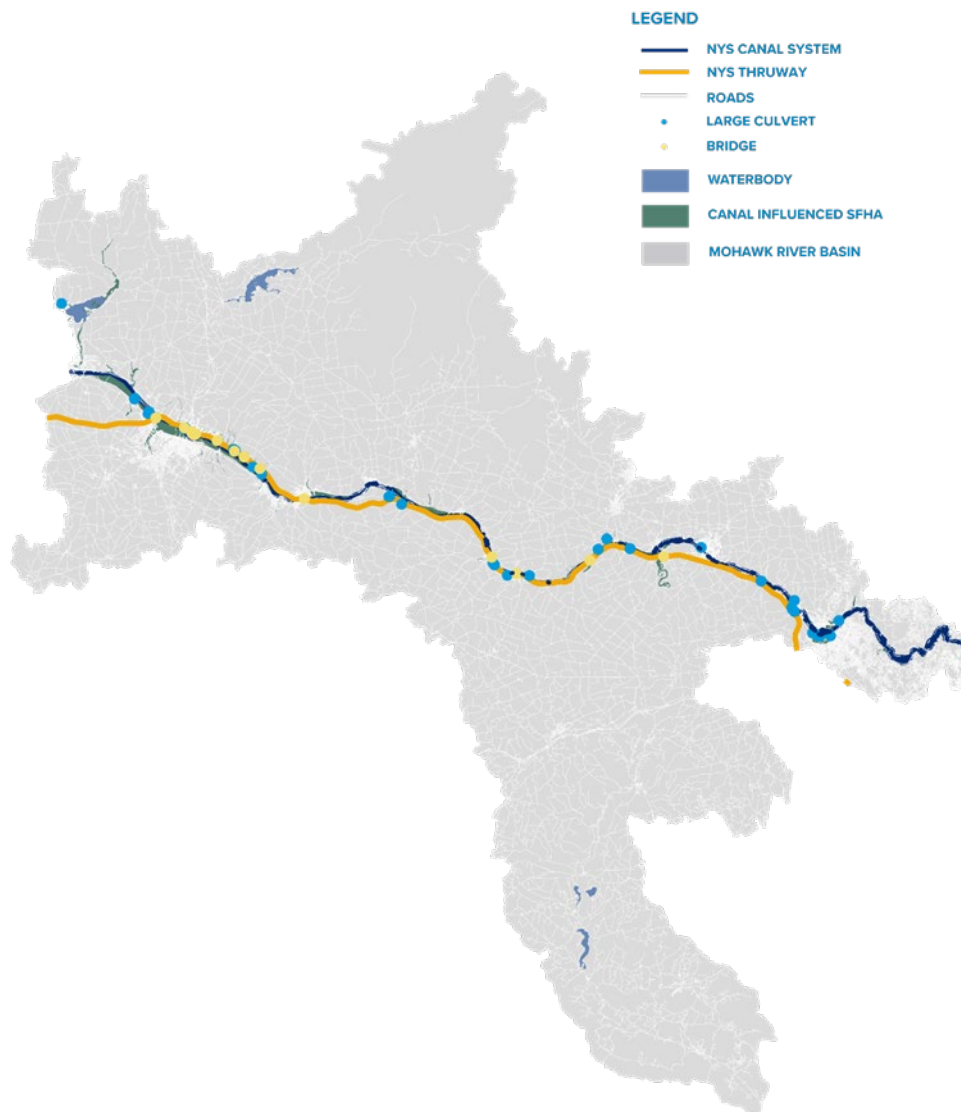 LEGEND
NYS CANAL SYSTEM
NYS THRUWAY
ROADS
LARGE CULVERT
BRIDGE
WATERBODY
CANAL INFLUENCED SFHA
MOHAWK RIVER BASIN